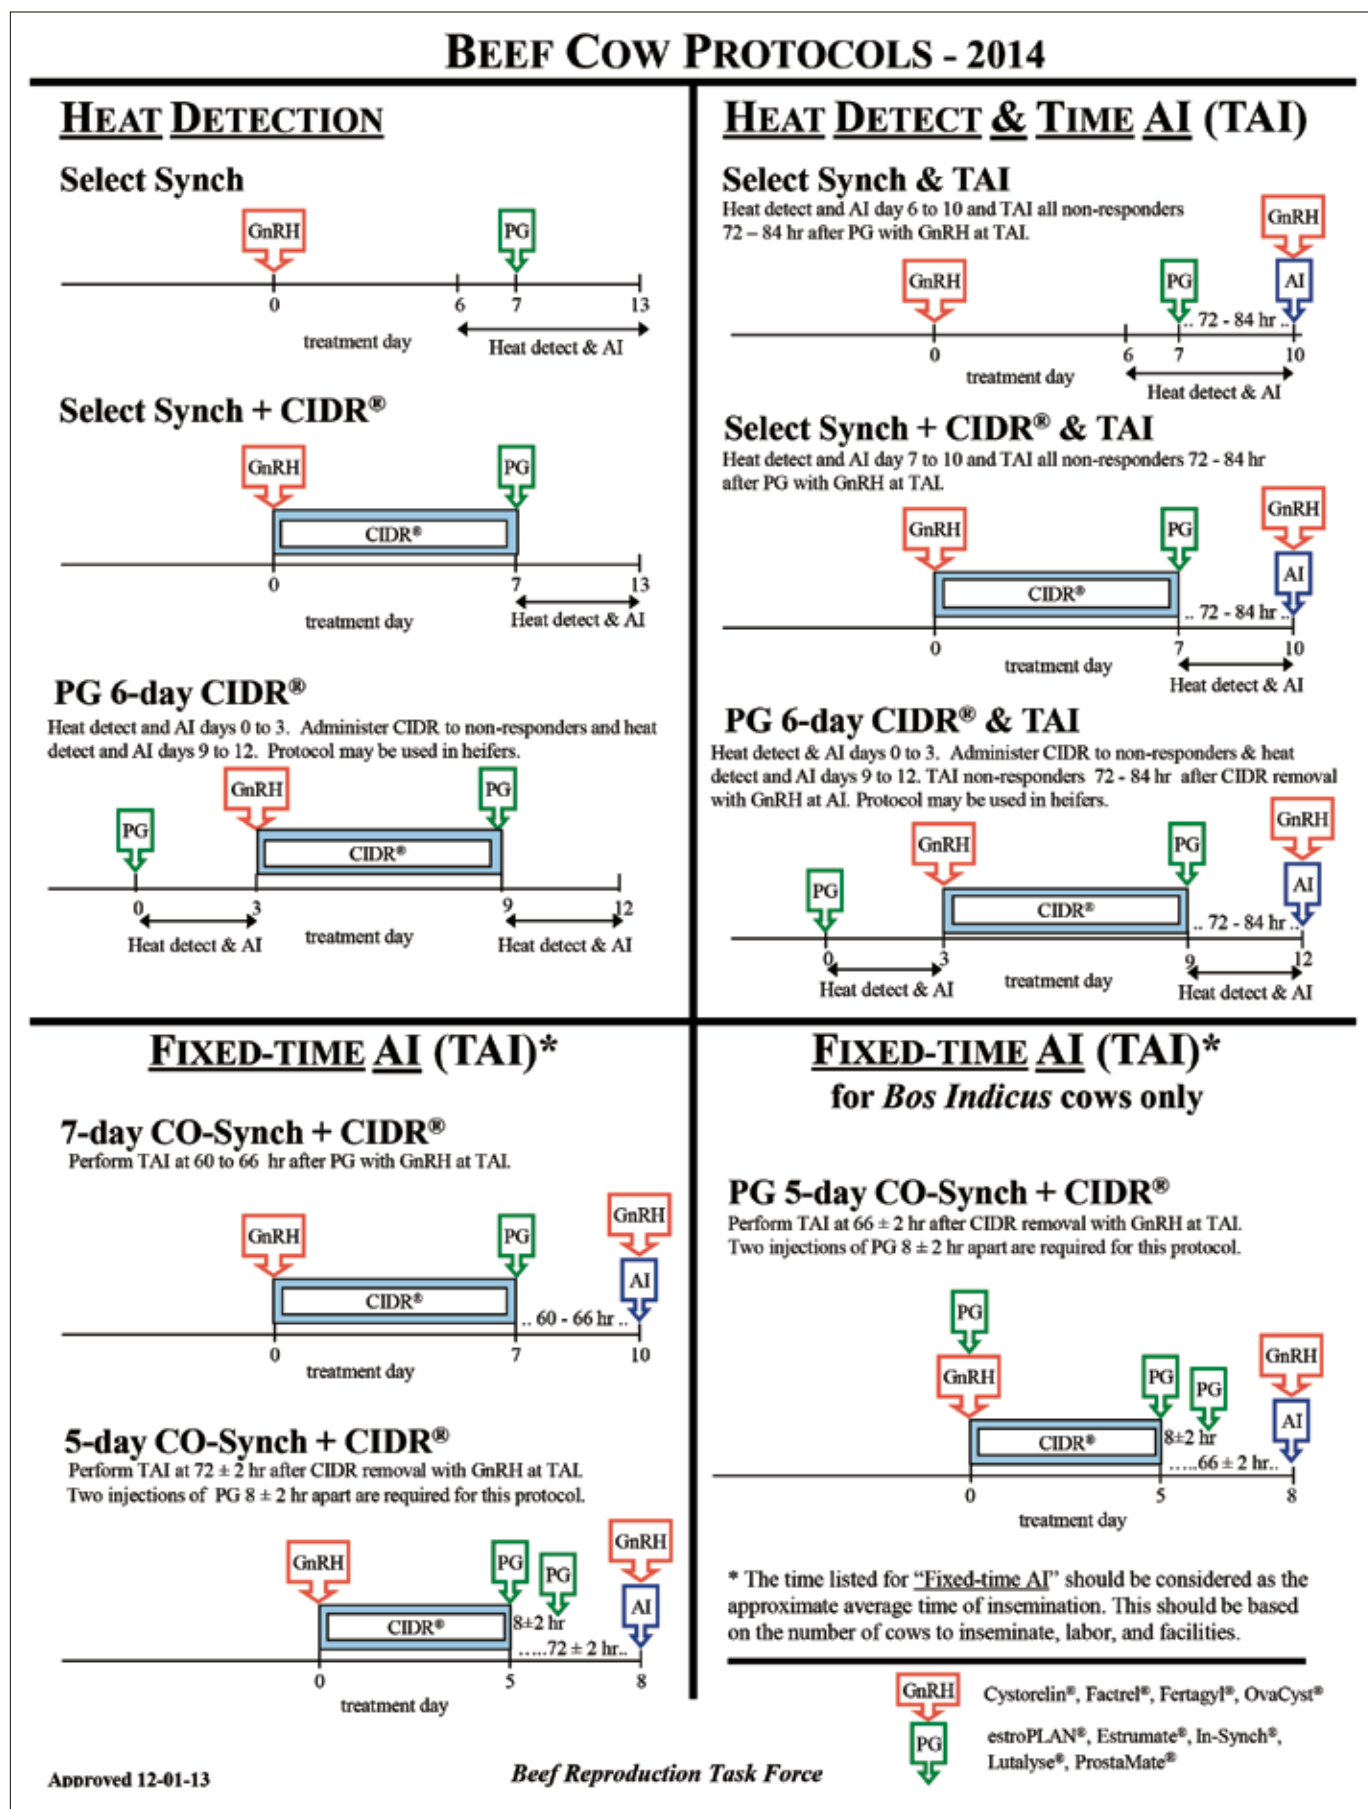 BEEF COW PROTOCOLS - 2014
HEAT DETECTION
Select Synch
GnRH
PG
0
6
7
13
treatment day
Heat detect & AI
Select Synch + CIDR®
GnRH
PG
CIDR®
0
7
13
treatment day
Heat detect & AI
PG 6-day CIDR®
Heat detect and AI days 0 to 3. Administer CIDR to non-responders and heat
detect and AI days 9 to 12. Protocol may be used in heifers.
PG
GnRH
PG
CIDR®
0
3
9
12
Heat detect & AI
treatment day
Heat detect & AI
HEAT DETECT & TIME AI (TAI)
Select Synch & TAI
Heat detect and AI day 6 to 10 and TAI all non-responders
72 – 84 hr after PG with GnRH at TAI.
GnRH
GnRH
PG
AI
.. 72 - 84 hr ..
0
6
7
10
treatment day
Heat detect & AI
Select Synch + CIDR® & TAI
Heat detect and AI day 7 to 10 and TAI all non-responders 72 - 84 hr
after PG with GnRH at TAI.
GnRH
PG
GnRH
AI
CIDR®
.. 72 - 84 hr ..
0
7
10
treatment day
Heat detect & AI
PG 6-day CIDR® & TAI
Heat detect & AI days 0 to 3. Administer CIDR to non-responders & heat
detect and AI days 9 to 12. TAI non-responders 72 - 84 hr after CIDR removal
with GnRH at AI. Protocol may be used in heifers.
PG
GnRH
PG
GnRH
AI
CIDR®
.. 72 - 84 hr ..
0
3
9
12
Heat detect & AI
treatment day
Heat detect & AI
FIXED-TIME AI (TAI)*
7-day CO-Synch + CIDR®
Perform TAI at 60 to 66 hr after PG with GnRH at TAI.
GnRH
PG
GnRH
AI
CIDR®
.. 60 - 66 hr ..
0
7
10
treatment day
5-day CO-Synch + CIDR®
Perform TAI at 72 ± 2 hr after CIDR removal with GnRH at TAI.
Two injections of PG 8 ± 2 hr apart are required for this protocol.
GnRH
PG
PG
GnRH
AI
CIDR®
8±2 hr
.....72 ± 2 hr..
0
5
8
treatment day
FIXED-TIME AI (TAI)*
for Bos Indicus cows only
PG 5-day CO-Synch + CIDR®
Perform TAI at 66 ± 2 hr after CIDR removal with GnRH at TAI.
Two injections of PG 8 ± 2 hr apart are required for this protocol.
PG
GnRH
PG
PG
GnRH
AI
CIDR®
8±2 hr
.....66 ± 2 hr..
0
5
8
treatment day
* The time listed for “Fixed-time AI” should be considered as the
approximate average time of insemination. This should be based
on the number of cows to inseminate, labor, and facilities.
GnRH
Cystorelin®, Factrel®, Fertagyl®, OvaCyst®
PG
estroPLAN®, Estrumate®, In-Synch®,
Lutalyse®, ProstaMate®
Approved 12-01-13
Beef Reproduction Task Force